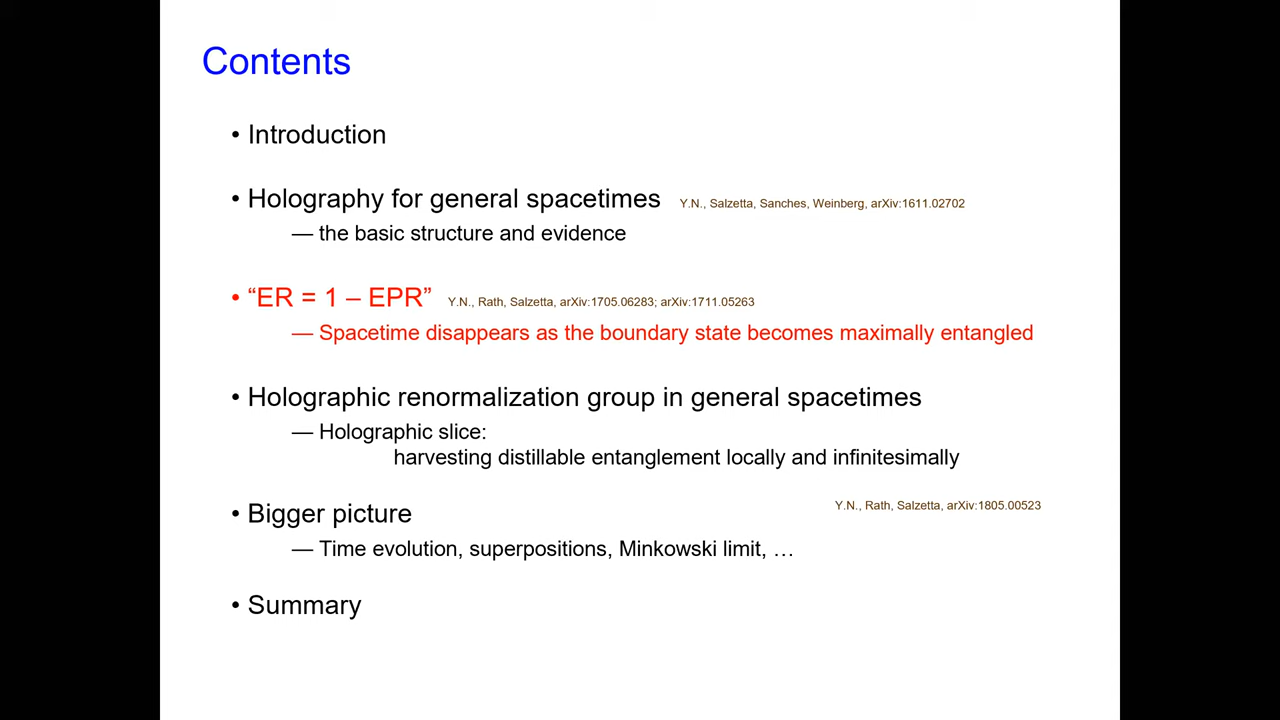 Contents
• Introduction
• Holography for general spacetimes Y.N., Salzetta, Sanches, Weinberg, arXiv:1611.02702
— the basic structure and evidence
• “ER = 1 – EPR” Y.N., Rath, Salzetta, arXiv:1705.06283; arXiv:1711.05263
— Spacetime disappears as the boundary state becomes maximally entangled
• Holographic renormalization group in general spacetimes
— Holographic slice:
harvesting distillable entanglement locally and infinitesimally
Y.N., Rath, Salzetta, arXiv:1805.00523
• Bigger picture
— Time evolution, superpositions, Minkowski limit, …
• Summary